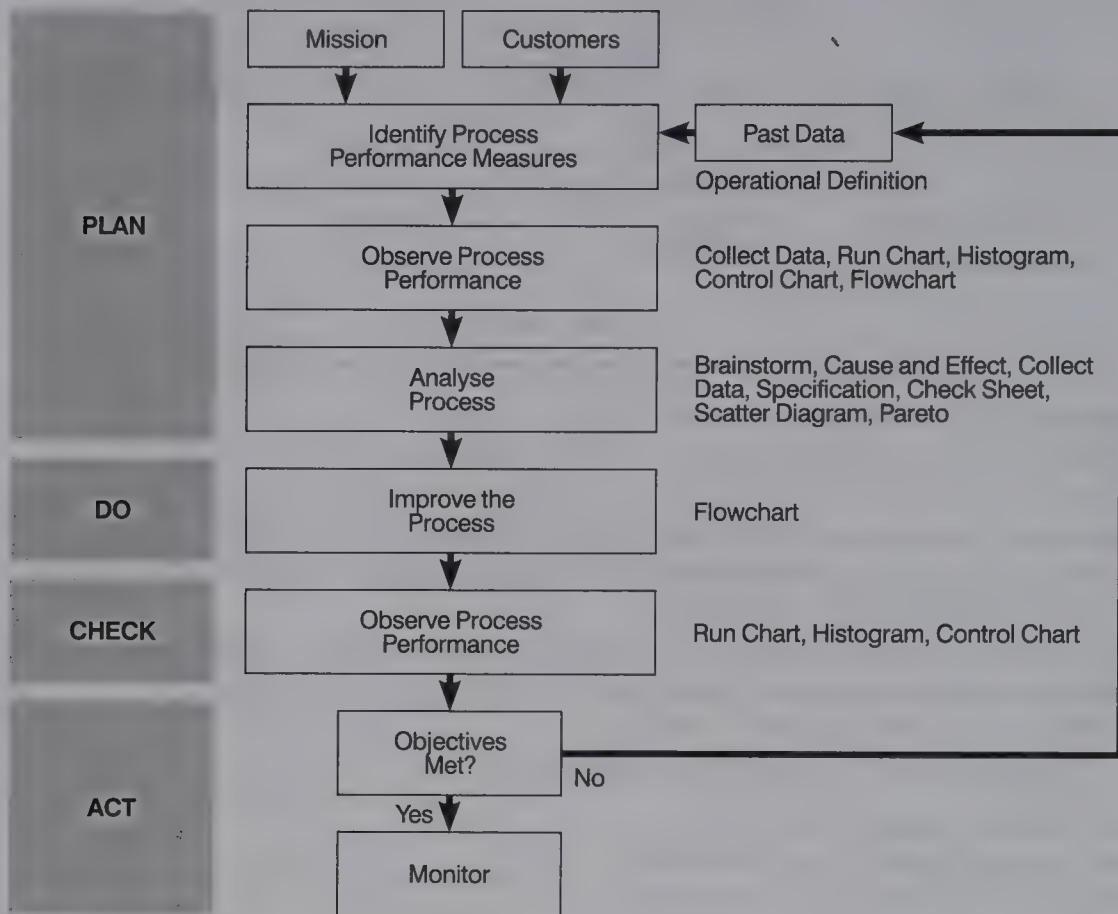 Mission
Customers
Identify Process
Performance Measures
Past Data
Operational Definition
PLAN
Observe Process
Performance
Collect Data, Run Chart, Histogram,
Control Chart, Flowchart
Analyse
Process
Brainstorm, Cause and Effect, Collect
Data, Specification, Check Sheet,
Scatter Diagram, Pareto
DO
Improve the
Process
Flowchart
CHECK
Observe Process
Performance
Run Chart, Histogram, Control Chart
ACT
Objectives
Met?
No
Yes
Monitor